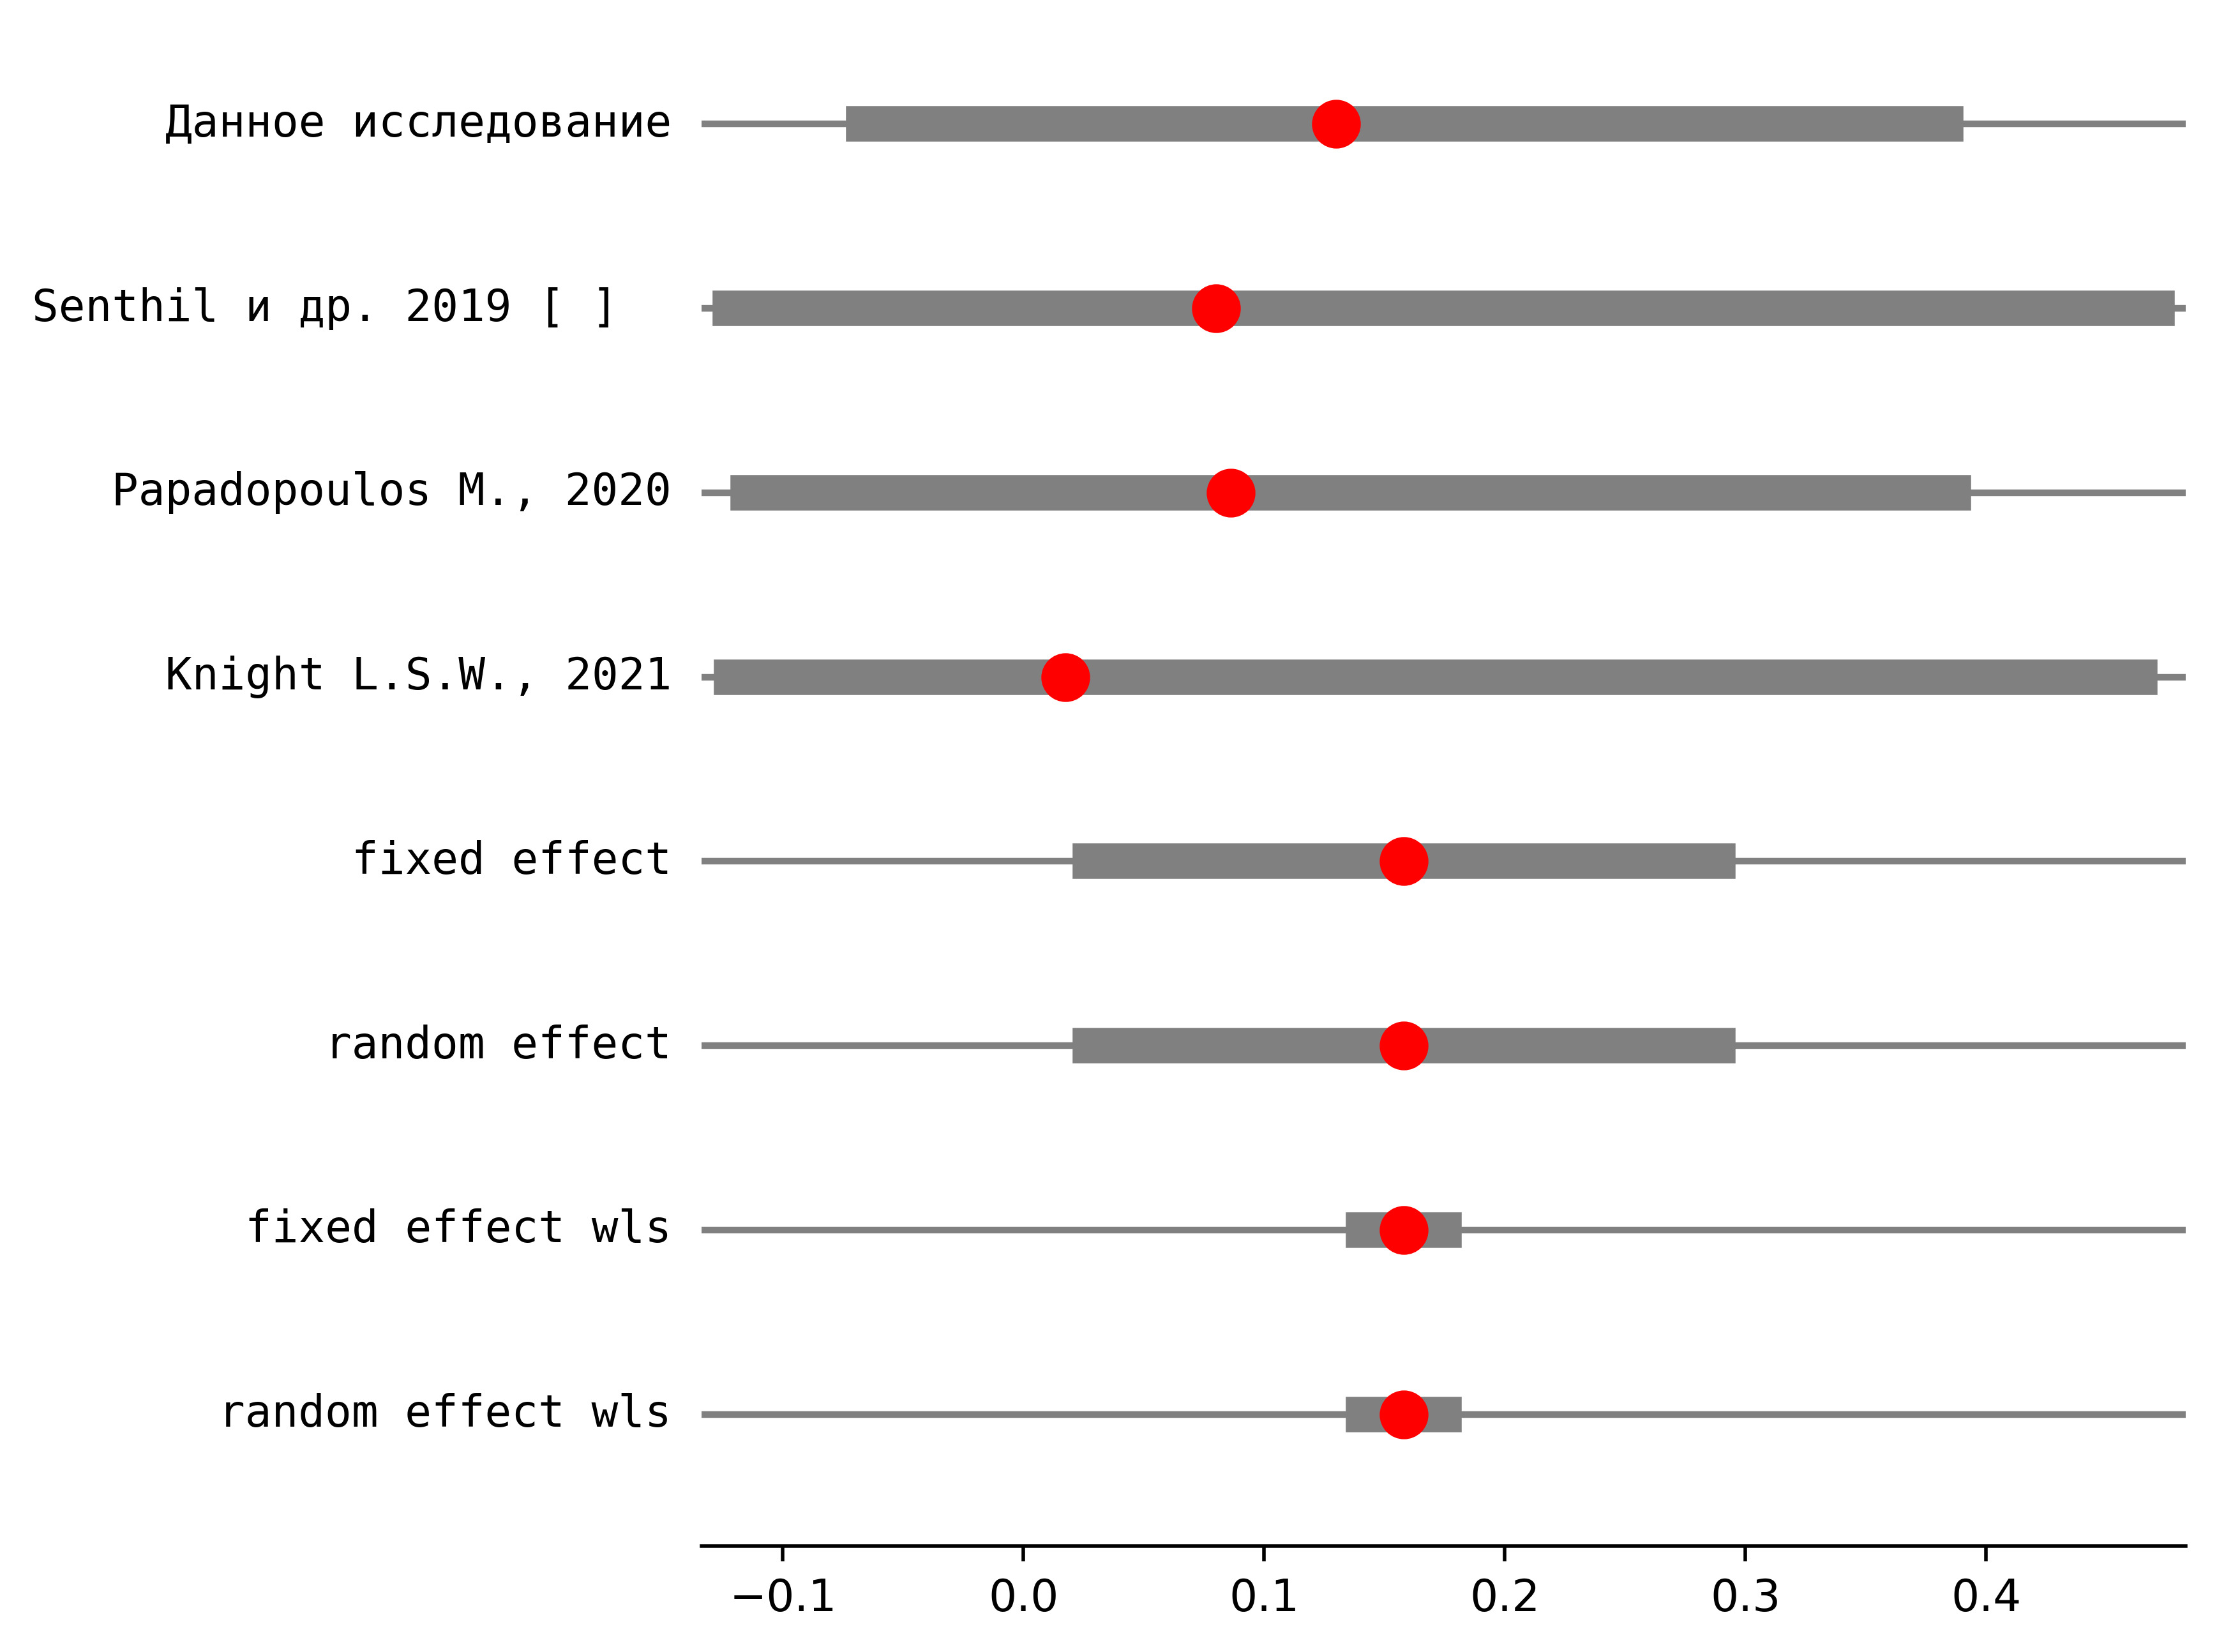 Данное исследование
Senthil и др. 2019 [ ]
Papadopoulos M., 2020
Knight L.S.W., 2021
fixed effect
random effect
fixed effect wls
random effect wls
−0.1 0.0 0.1 0.2 0.3 0.4